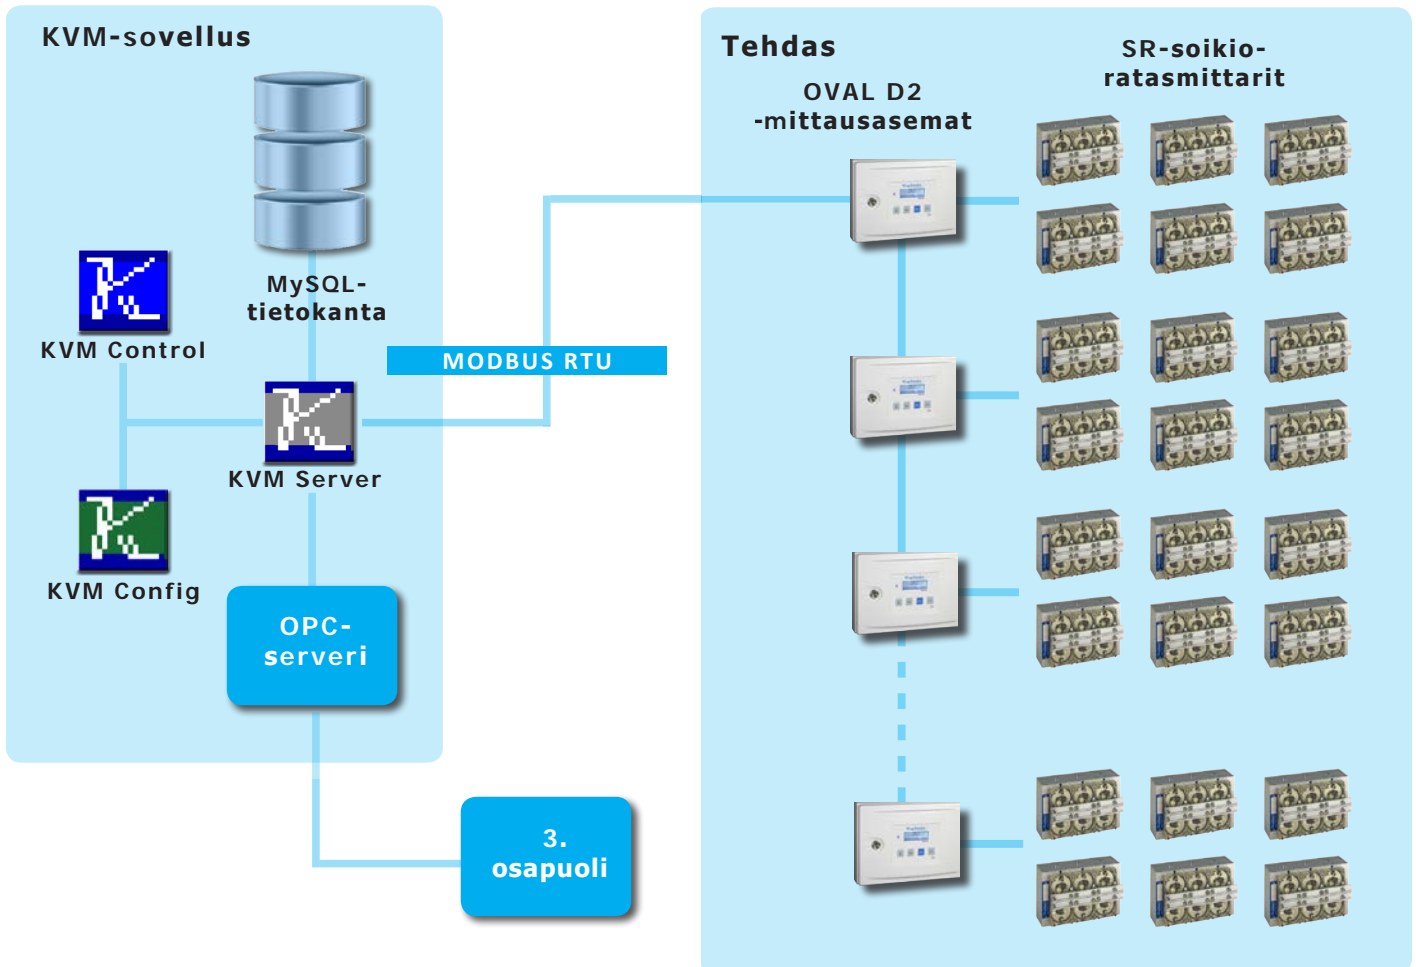 KVM-sovellus
MySQL-
tietokanta
KVM Control
KVM Server
KVM Config
OPC-
serveri
3.
osapuoli
MODBUS RTU
Tehdas
OVAL D2
-mittausasemat
SR-soikio-
ratasmittarit